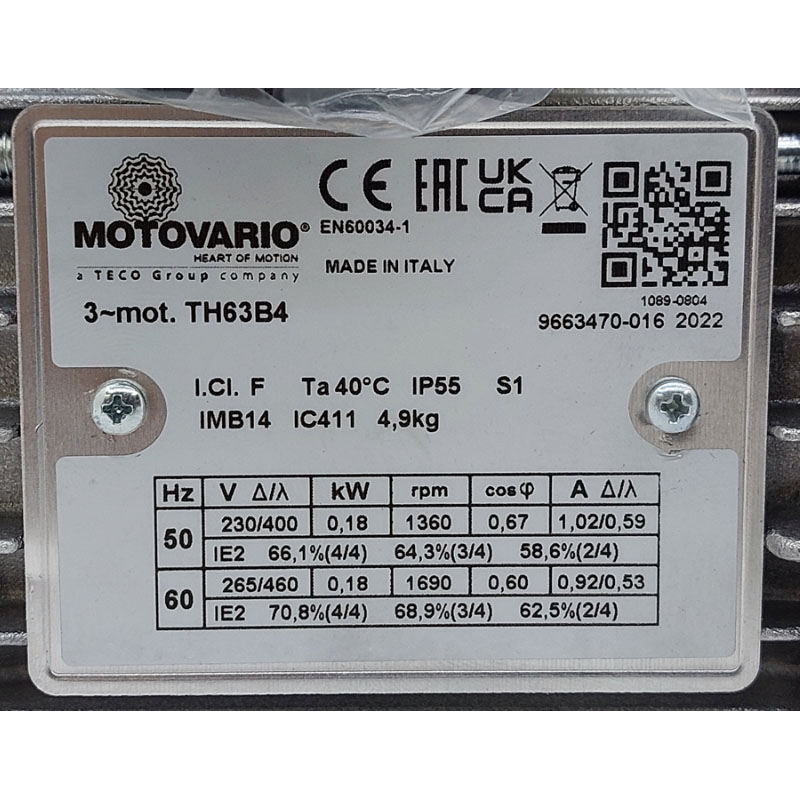 CE EAC UK CA
MOTOVARIO®
HEART OF MOTION
a TECO Group company
EN60034-1
MADE IN ITALY
1089-0804
3~mot. TH63B4
9663470-016 2022
I.Cl. F Ta 40°C IP55 S1
IMB14 IC411 4,9kg
Hz V Δ/λ kW rpm cosφ A Δ/λ
50 230/400 0,18 1360 0,67 1,02/0,59
IE2 66,1%(4/4) 64,3%(3/4) 58,6%(2/4)
60 265/460 0,18 1690 0,60 0,92/0,53
IE2 70,8%(4/4) 68,9%(3/4) 62,5%(2/4)